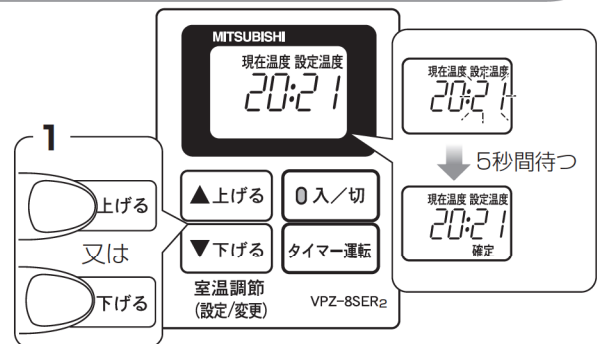 MITSUBISHI
現在温度 設定温度
20:21
1
上げる
又は
下げる
▲上げる
入／切
▼下げる
タイマー運転
室温調節
(設定/変更)
VPZ-8SER2
現在温度 設定温度
20:21
5秒間待つ
現在温度 設定温度
20:21
確定